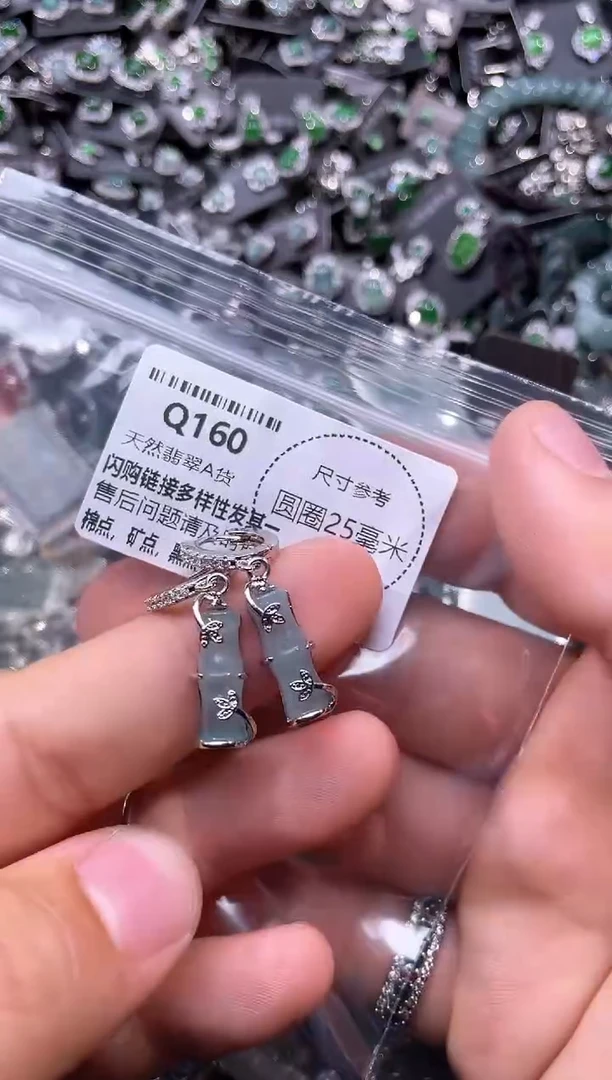 Q160
天然翡翠A货
闪购链接多样性发其一
售后问题请及
棉点，矿点，
尺寸参考
圆圈25毫米